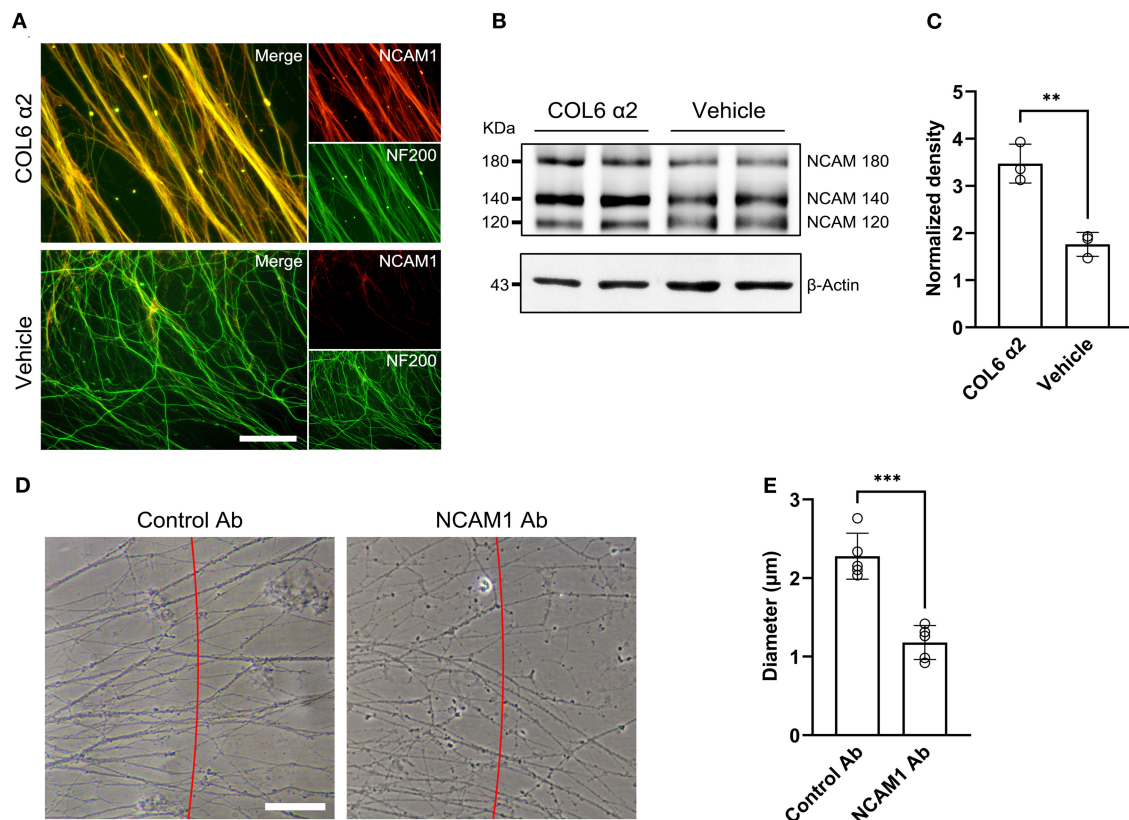 A
COL6 α2
Merge
NCAM1
NF200
Vehicle
Merge
NCAM1
NF200
B
KDa
COL6 α2 Vehicle
180 NCAM 180
140 NCAM 140
120 NCAM 120
43 β-Actin
C
Normalized density
5
4
3
2
1
0
**
COL6 α2
Vehicle
D
Control Ab
NCAM1 Ab
E
Diameter (μm)
3
2
1
0
***
Control Ab
NCAM1 Ab